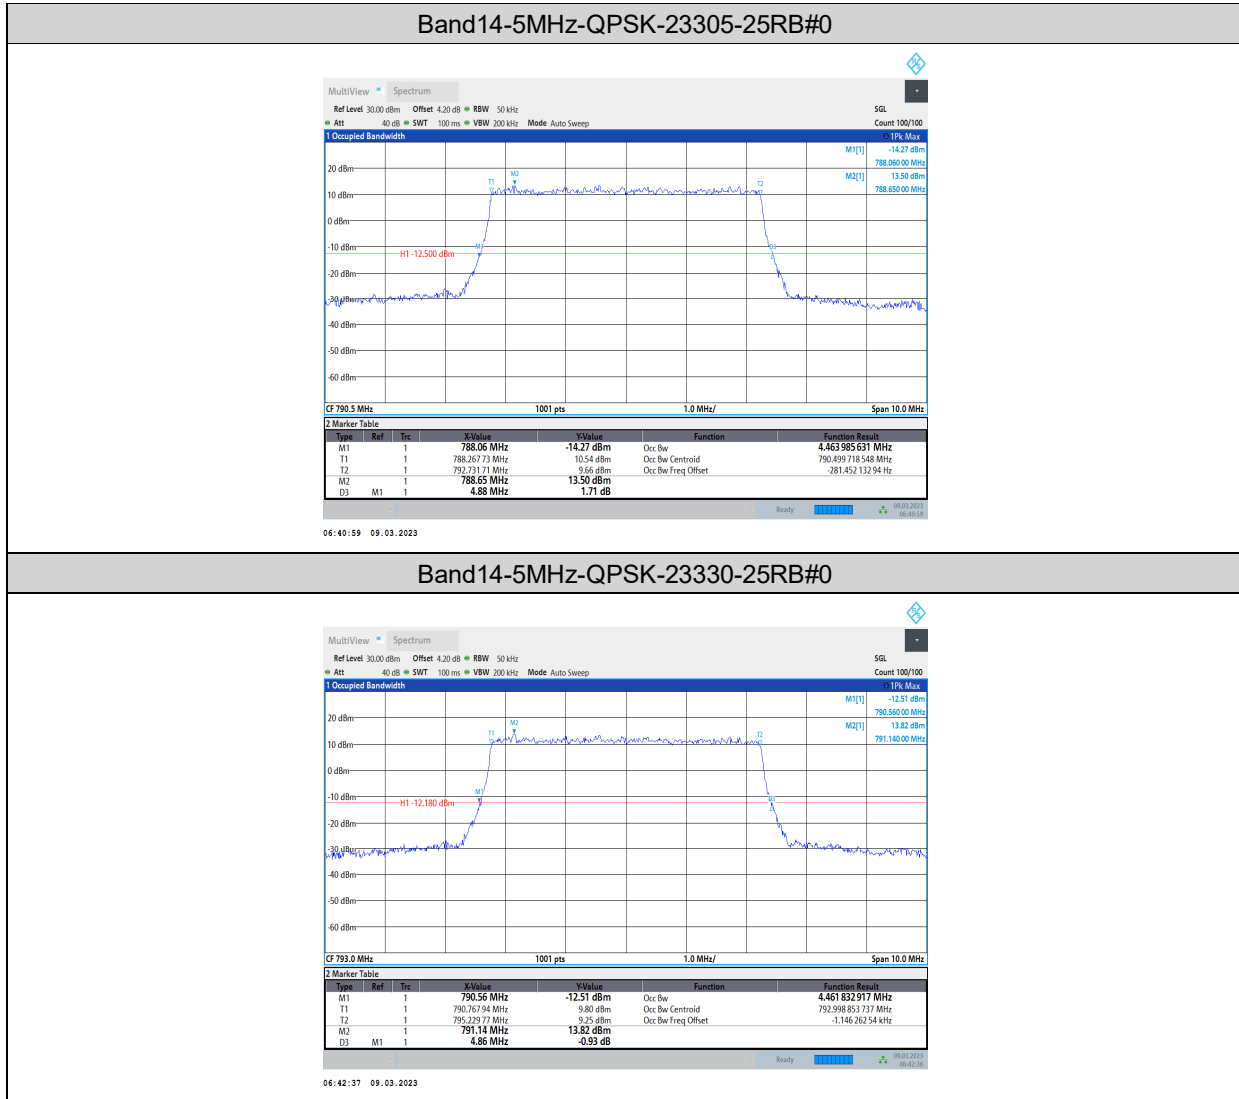 Band14-5MHz-QPSK-23305-25RB#0
MultiView Spectrum
Ref Level 30.00 dBm Offset 4.20 dB RBW 50 kHz SGL
Att 40 dB SWT 100 ms VBW 200 kHz Mode Auto Sweep Count 100/100
1 Occupied Bandwidth 1Pk Max
M1[1] -14.27 dBm
788.060 00 MHz
M2[1] 13.50 dBm
788.650 00 MHz
20 dBm
T1 M2 T2
10 dBm
0 dBm
-10 dBm
M1 D3
H1 -12.500 dBm
-20 dBm
-30 dBm
-40 dBm
-50 dBm
-60 dBm
CF 790.5 MHz 1001 pts 1.0 MHz/ Span 10.0 MHz
2 Marker Table
Type Ref Trc X-Value Y-Value Function Function Result
M1 1 788.06 MHz -14.27 dBm Occ Bw 4.463 985 631 MHz
T1 1 788.267 73 MHz 10.54 dBm Occ Bw Centroid 790.499 718 548 MHz
T2 1 792.731 71 MHz 9.66 dBm Occ Bw Freq Offset -281.452 132 94 Hz
M2 1 788.65 MHz 13.50 dBm
D3 M1 1 4.88 MHz 1.71 dB
Ready 09.03.2023
06:40:59
06:40:59 09.03.2023
Band14-5MHz-QPSK-23330-25RB#0
MultiView Spectrum
Ref Level 30.00 dBm Offset 4.20 dB RBW 50 kHz SGL
Att 40 dB SWT 100 ms VBW 200 kHz Mode Auto Sweep Count 100/100
1 Occupied Bandwidth 1Pk Max
M1[1] -12.51 dBm
790.560 00 MHz
M2[1] 13.82 dBm
791.140 00 MHz
20 dBm
T1 M2 T2
10 dBm
0 dBm
-10 dBm
M1 D3
H1 -12.180 dBm
-20 dBm
-30 dBm
-40 dBm
-50 dBm
-60 dBm
CF 793.0 MHz 1001 pts 1.0 MHz/ Span 10.0 MHz
2 Marker Table
Type Ref Trc X-Value Y-Value Function Function Result
M1 1 790.56 MHz -12.51 dBm Occ Bw 4.461 832 917 MHz
T1 1 790.767 94 MHz 9.80 dBm Occ Bw Centroid 792.998 853 737 MHz
T2 1 795.229 77 MHz 9.25 dBm Occ Bw Freq Offset -1.146 262 54 kHz
M2 1 791.14 MHz 13.82 dBm
D3 M1 1 4.86 MHz -0.93 dB
Ready 09.03.2023
06:42:36
06:42:37 09.03.2023